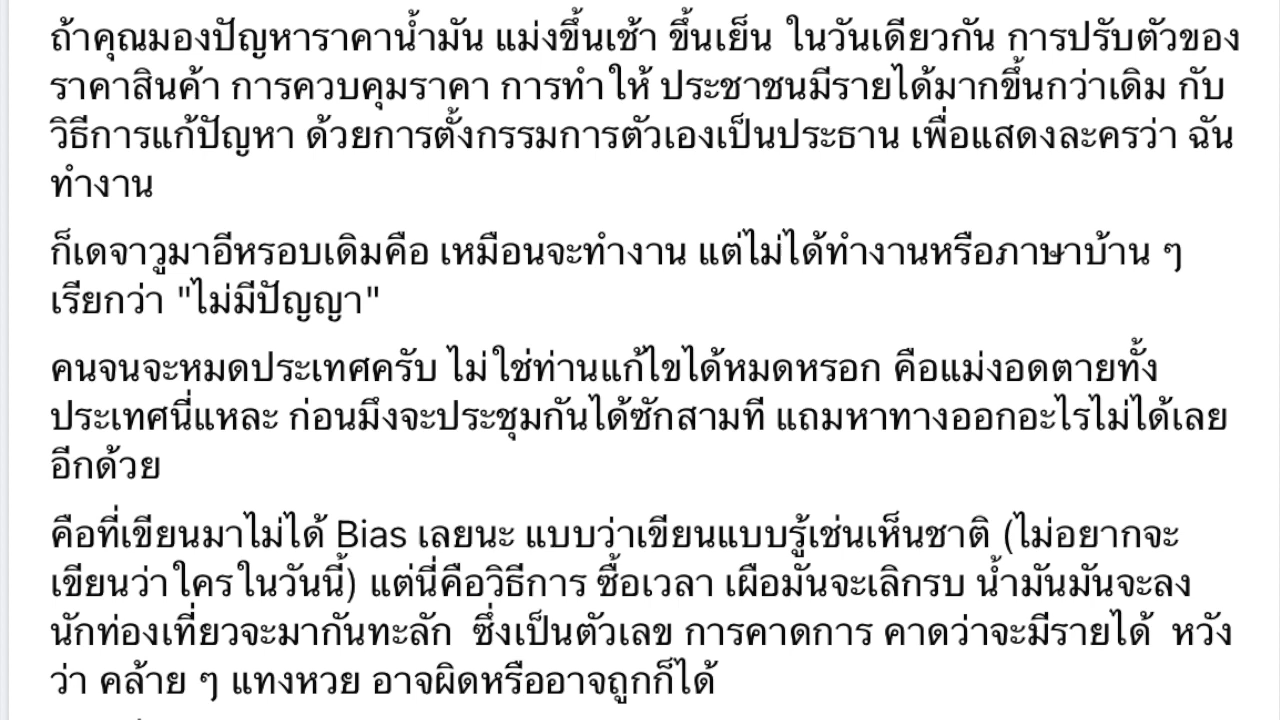 ถ้าคุณมองปัญหาราคาน้ำมัน แม่งขึ้นเช้า ขึ้นเย็น ในวันเดียวกัน การปรับตัวของ
ราคาสินค้า การควบคุมราคา การทำให้ ประชาชนมีรายได้มากขึ้นกว่าเดิม กับ
วิธีการแก้ปัญหา ด้วยการตั้งกรรมการตัวเองเป็นประธาน เพื่อแสดงละครว่า ฉัน
ทำงาน
ก็เดจาวูมาอีหรอบเดิมคือ เหมือนจะทำงาน แต่ไม่ได้ทำงานหรือภาษาบ้าน ๆ
เรียกว่า "ไม่มีปัญญา"
คนจนจะหมดประเทศครับ ไม่ใช่ท่านแก้ไขได้หมดหรอก คือแม่งอดตายทั้ง
ประเทศนี่แหละ ก่อนมึงจะประชุมกันได้ซักสามที แถมหาทางออกอะไรไม่ได้เลย
อีกด้วย
คือที่เขียนมาไม่ได้ Bias เลยนะ แบบว่าเขียนแบบรู้เช่นเห็นชาติ (ไม่อยากจะ
เขียนว่าใครในวันนี้) แต่นี่คือวิธีการ ซื้อเวลา เผือมันจะเลิกรบ น้ำมันมันจะลง
นักท่องเที่ยวจะมากันทะลัก ซึ่งเป็นตัวเลข การคาดการ คาดว่าจะมีรายได้ หวัง
ว่า คล้าย ๆ แทงหวย อาจผิดหรืออาจถูกก็ได้